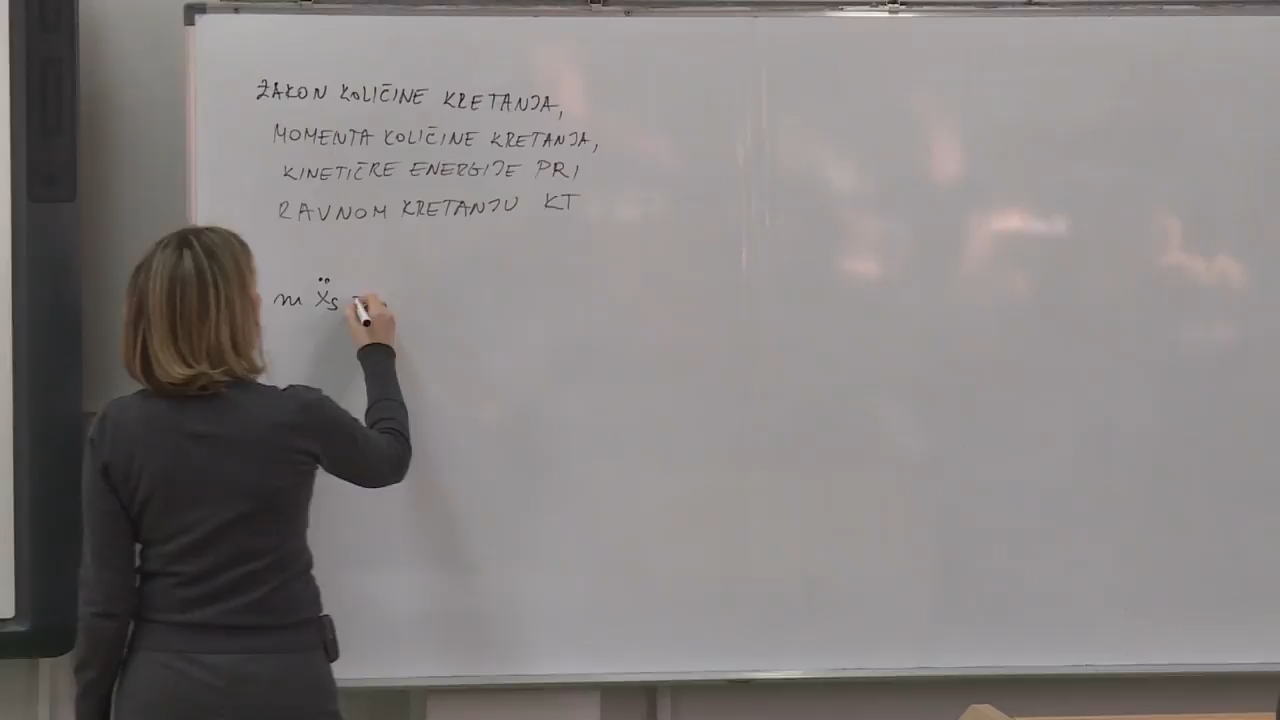 ZAKON KOLIČINE KRETANJA,
MOMENTA KOLIČINE KRETANJA,
KINETIČKE ENERGIJE PRI
RAVNOM KRETANJU KT
m ẍs